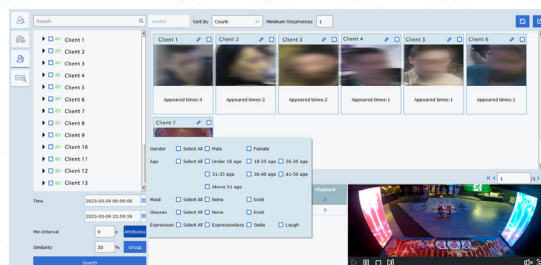 Search
Sort By Count- Minimum Occurrences 1
Client 1
Client 2
Client 3
Client 4
Client 5
Client 6
Client 7
Client 8
Client 9
Client 10
Client 11
Client 12
Client 13
Client 1 Client 2 Client 3 Client 4 Client 5 Client 6
Appeared times:4 Appeared times:2 Appeared times:2 Appeared times:1 Appeared times:1 Appeared times:1
Client 7
Gender Select All Male Female
Age Select All Under 18 age 18-25 age 26-30 age
31-35 age 36-40 age 41-50 age
Above 51 age
Mask Select All None Exist
Glasses Select All None Exist
Expression Select All Expressionless Smile Laugh
Time 2023-03-09 00:00:00
2023-03-09 23:59:59
Min Interval 0 s Attributes
Similarity 30 % Group
Search
1 /1
Playback